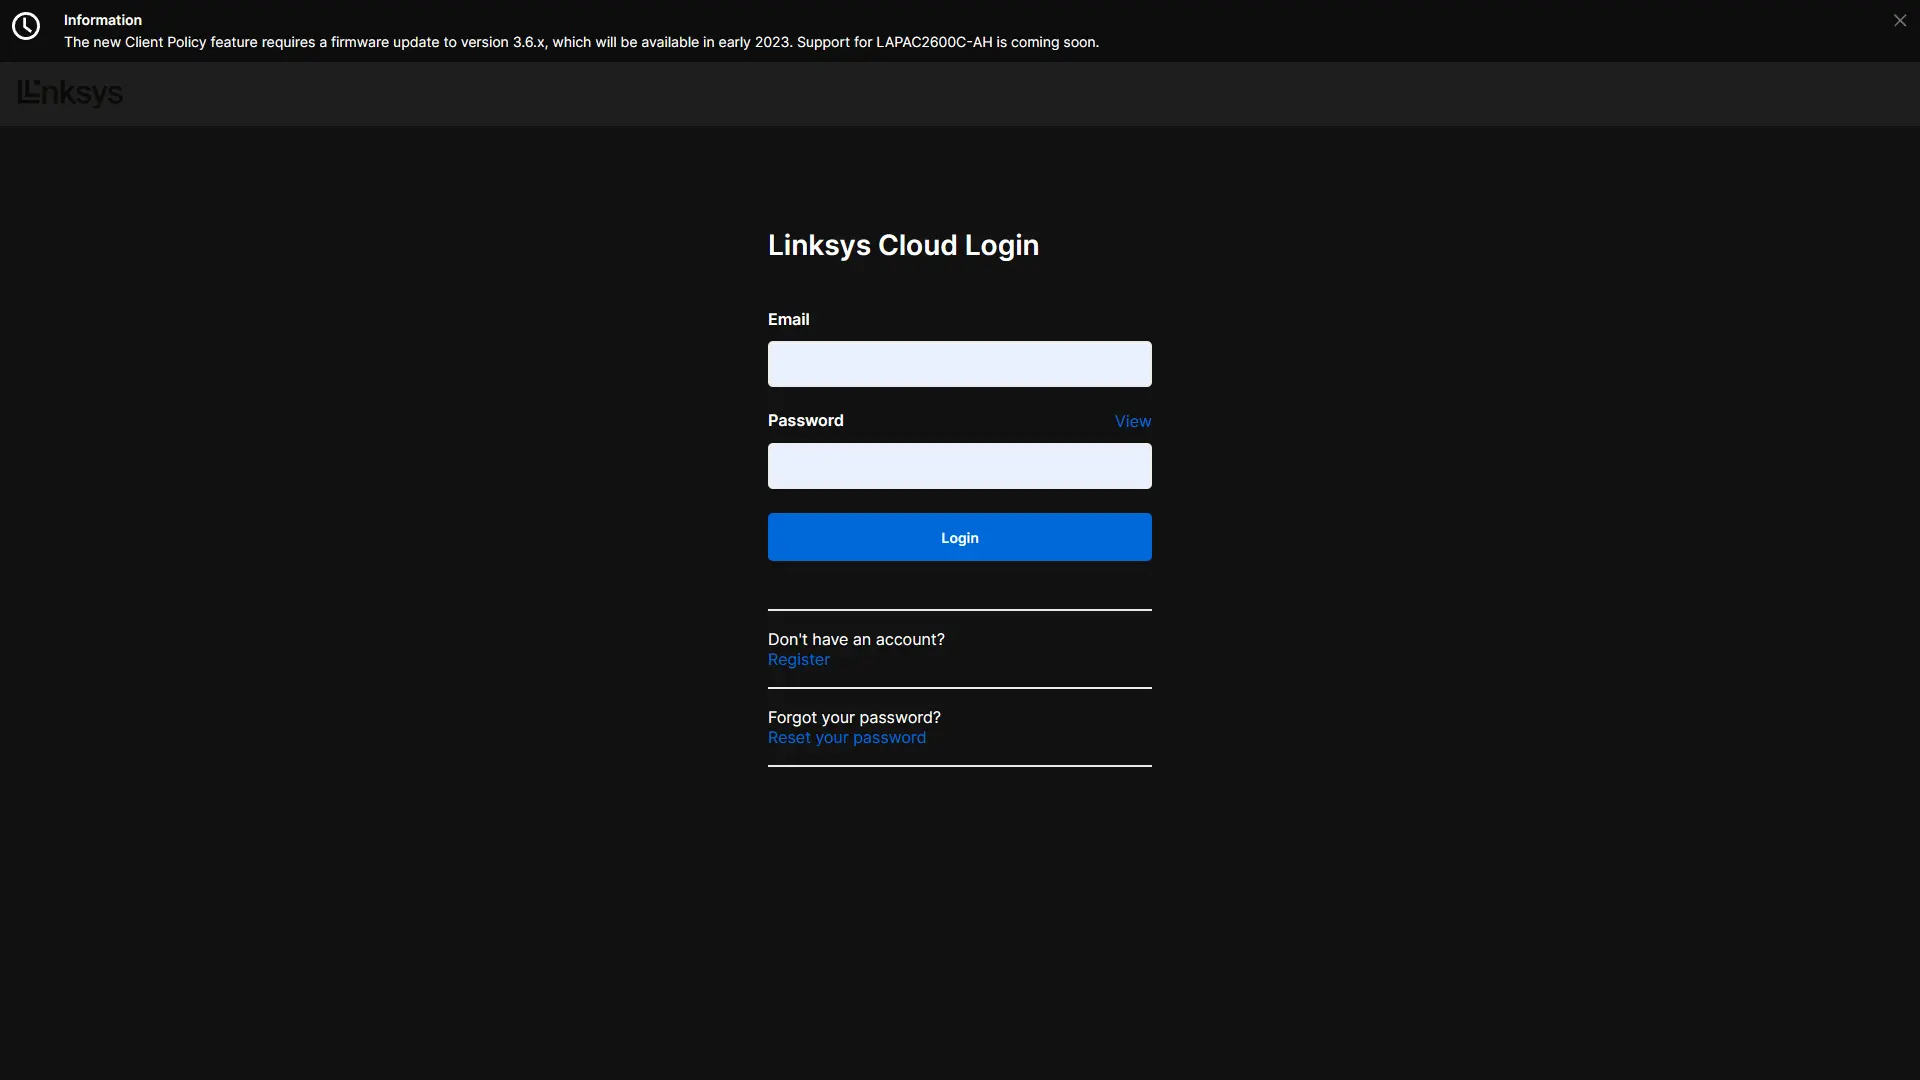 Information
The new Client Policy feature requires a firmware update to version 3.6.x, which will be available in early 2023. Support for LAPAC2600C-AH is coming soon.
Linksys
Linksys Cloud Login
Email
Password
View
Login
Don't have an account?
Register
Forgot your password?
Reset your password